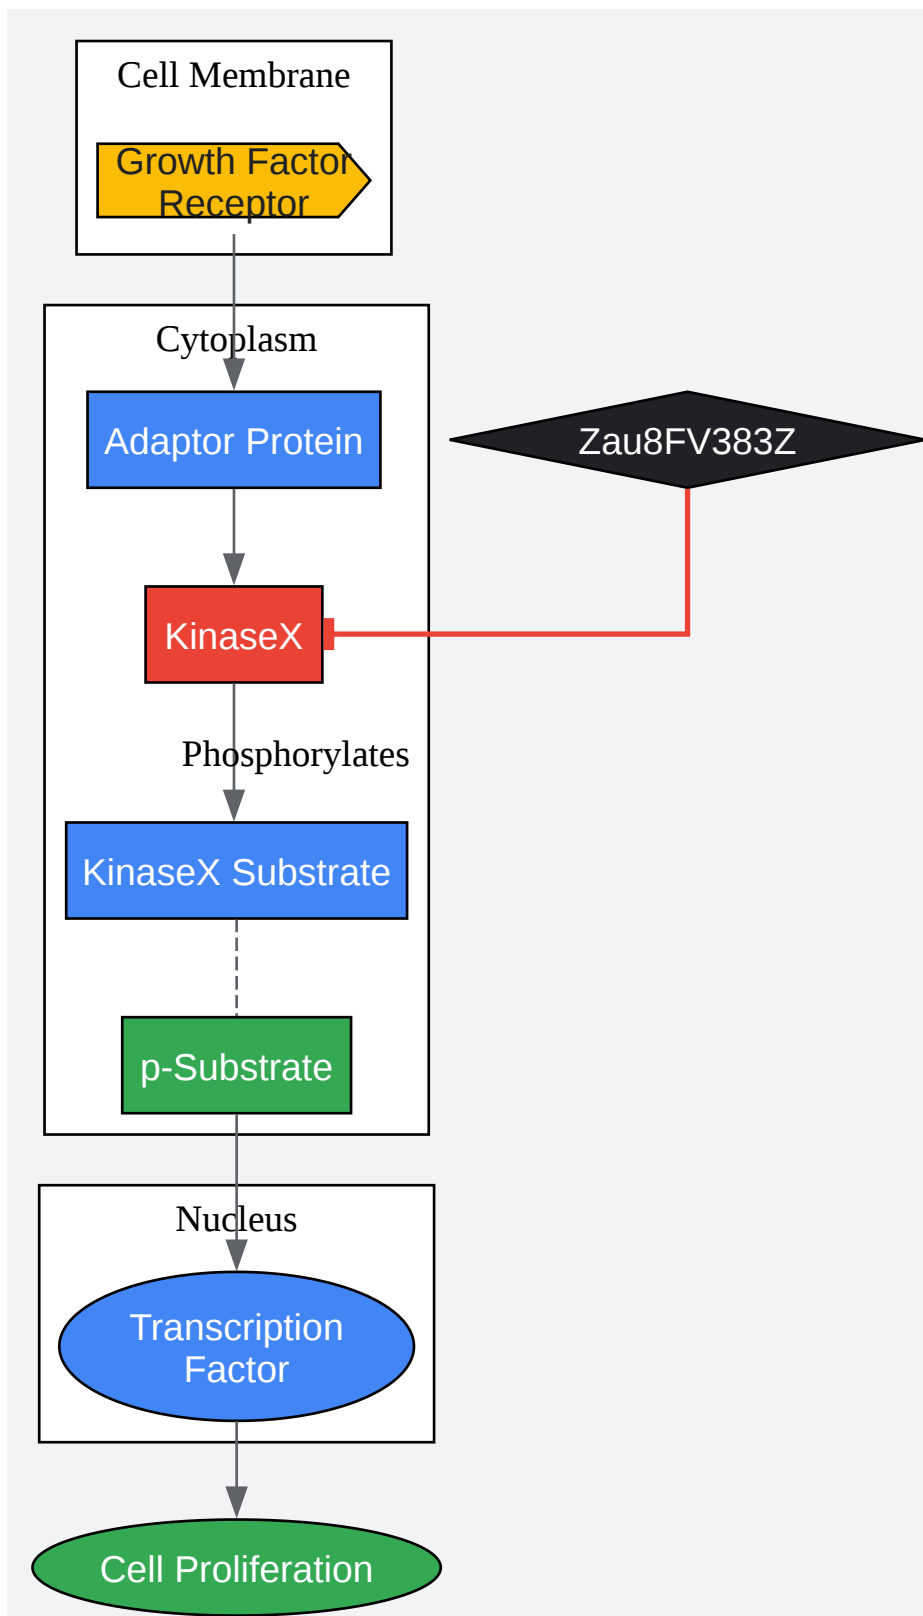 Cell Membrane
Growth Factor
Receptor
Cytoplasm
Adaptor Protein
Zau8FV383Z
KinaseX
Phosphorylates
KinaseX Substrate
p-Substrate
Nucleus
Transcription
Factor
Cell Proliferation